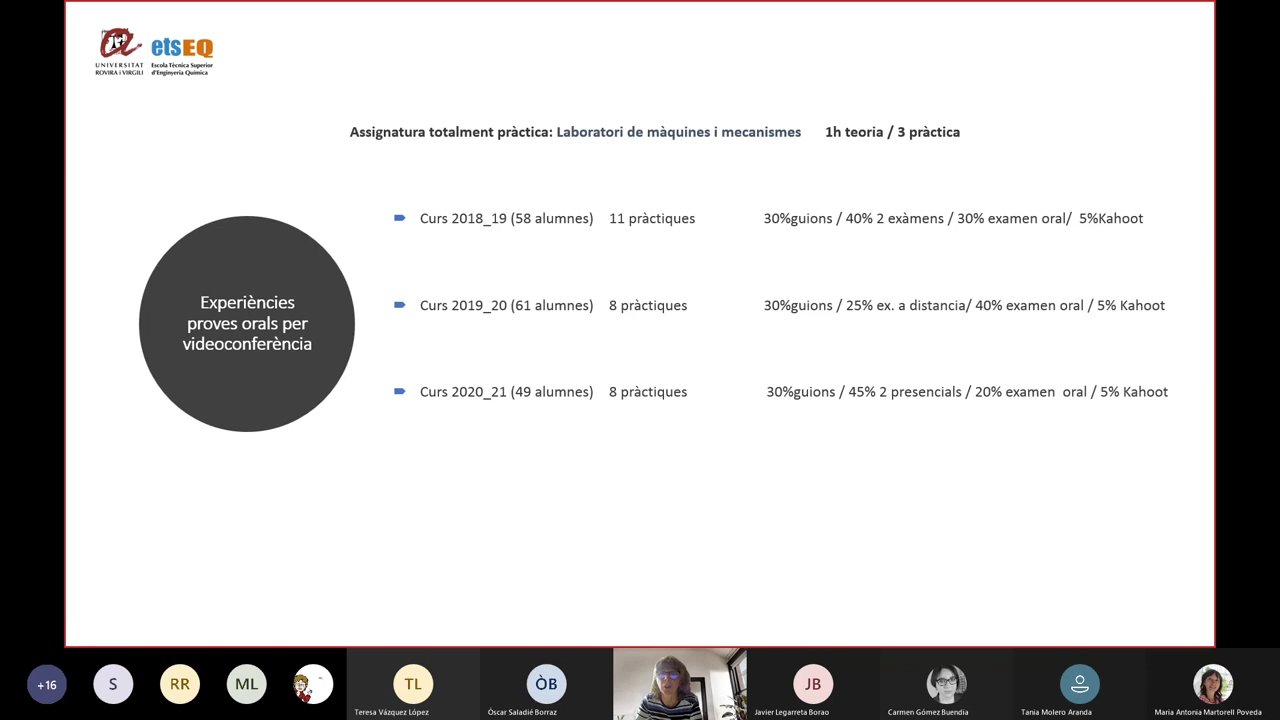 etsEQ
UNIVERSITAT
ROVIRA i VIRGILI
Escola Tècnica Superior
d'Enginyeria Química
Assignatura totalment pràctica: Laboratori de màquines i mecanismes 1h teoria / 3 pràctica
Experiències
proves orals per
videoconferència
Curs 2018_19 (58 alumnes) 11 pràctiques 30%guions / 40% 2 exàmens / 30% examen oral/ 5%Kahoot
Curs 2019_20 (61 alumnes) 8 pràctiques 30%guions / 25% ex. a distancia/ 40% examen oral / 5% Kahoot
Curs 2020_21 (49 alumnes) 8 pràctiques 30%guions / 45% 2 presencials / 20% examen oral / 5% Kahoot
+16
S
RR
ML
TL
Teresa Vázquez López
ÒB
Òscar Saladié Borraz
JB
Javier Legarreta Borao
Carmen Gómez Buendia
Tania Molero Aranda
Maria Antonia Martorell Poveda